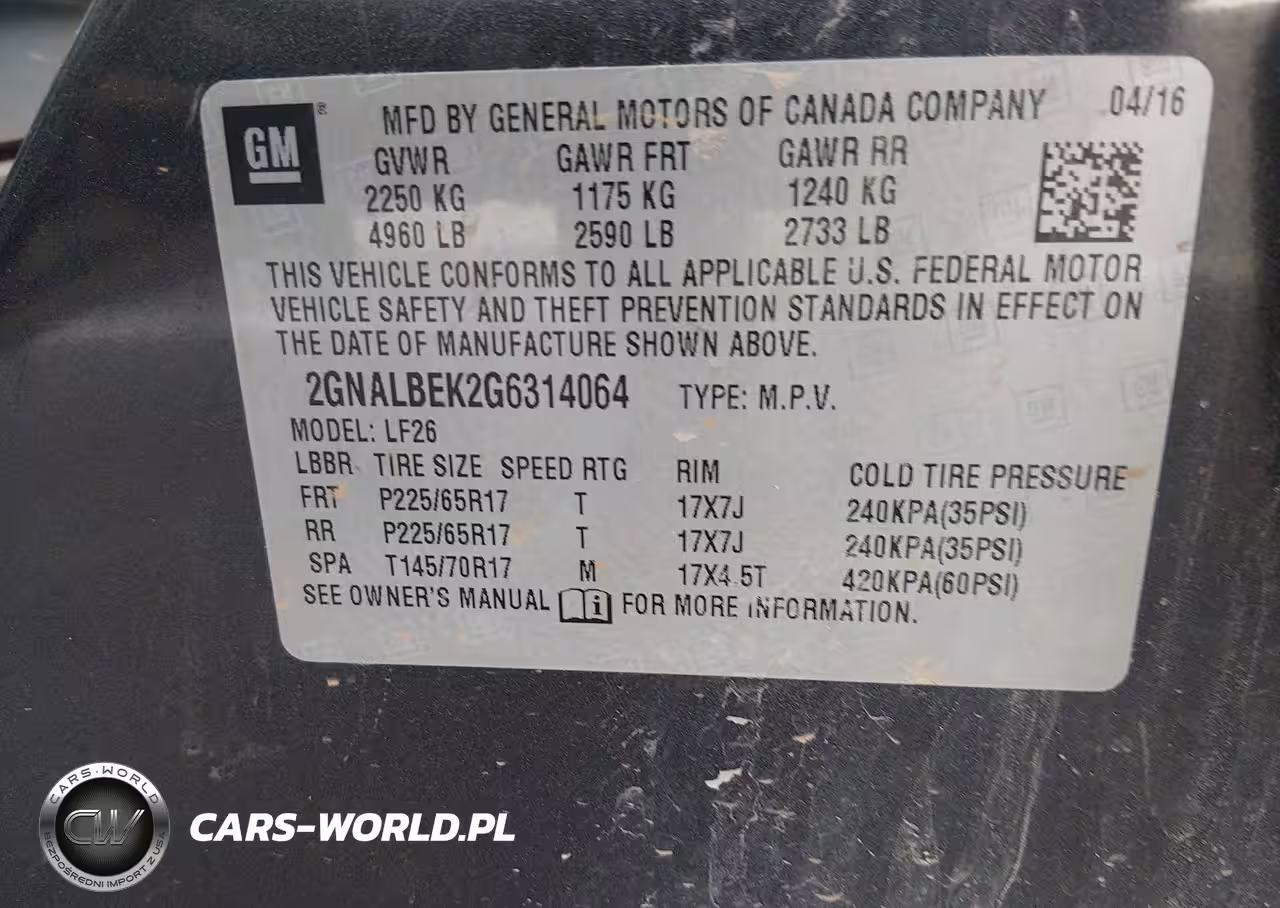 GM ®
MFD BY GENERAL MOTORS OF CANADA COMPANY 04/16
GVWR GAWR FRT GAWR RR
2250 KG 1175 KG 1240 KG
4960 LB 2590 LB 2733 LB
THIS VEHICLE CONFORMS TO ALL APPLICABLE U.S. FEDERAL MOTOR
VEHICLE SAFETY AND THEFT PREVENTION STANDARDS IN EFFECT ON
THE DATE OF MANUFACTURE SHOWN ABOVE.
2GNALBEK2G6314064 TYPE: M.P.V.
MODEL: LF26
LBBR TIRE SIZE SPEED RTG RIM COLD TIRE PRESSURE
FRT P225/65R17 T 17X7J 240KPA(35PSI)
RR P225/65R17 T 17X7J 240KPA(35PSI)
SPA T145/70R17 M 17X4.5T 420KPA(60PSI)
SEE OWNER'S MANUAL i FOR MORE INFORMATION.
CARS-WORLD
CW
BEZPOŚREDNI IMPORT Z USA
CARS-WORLD.PL